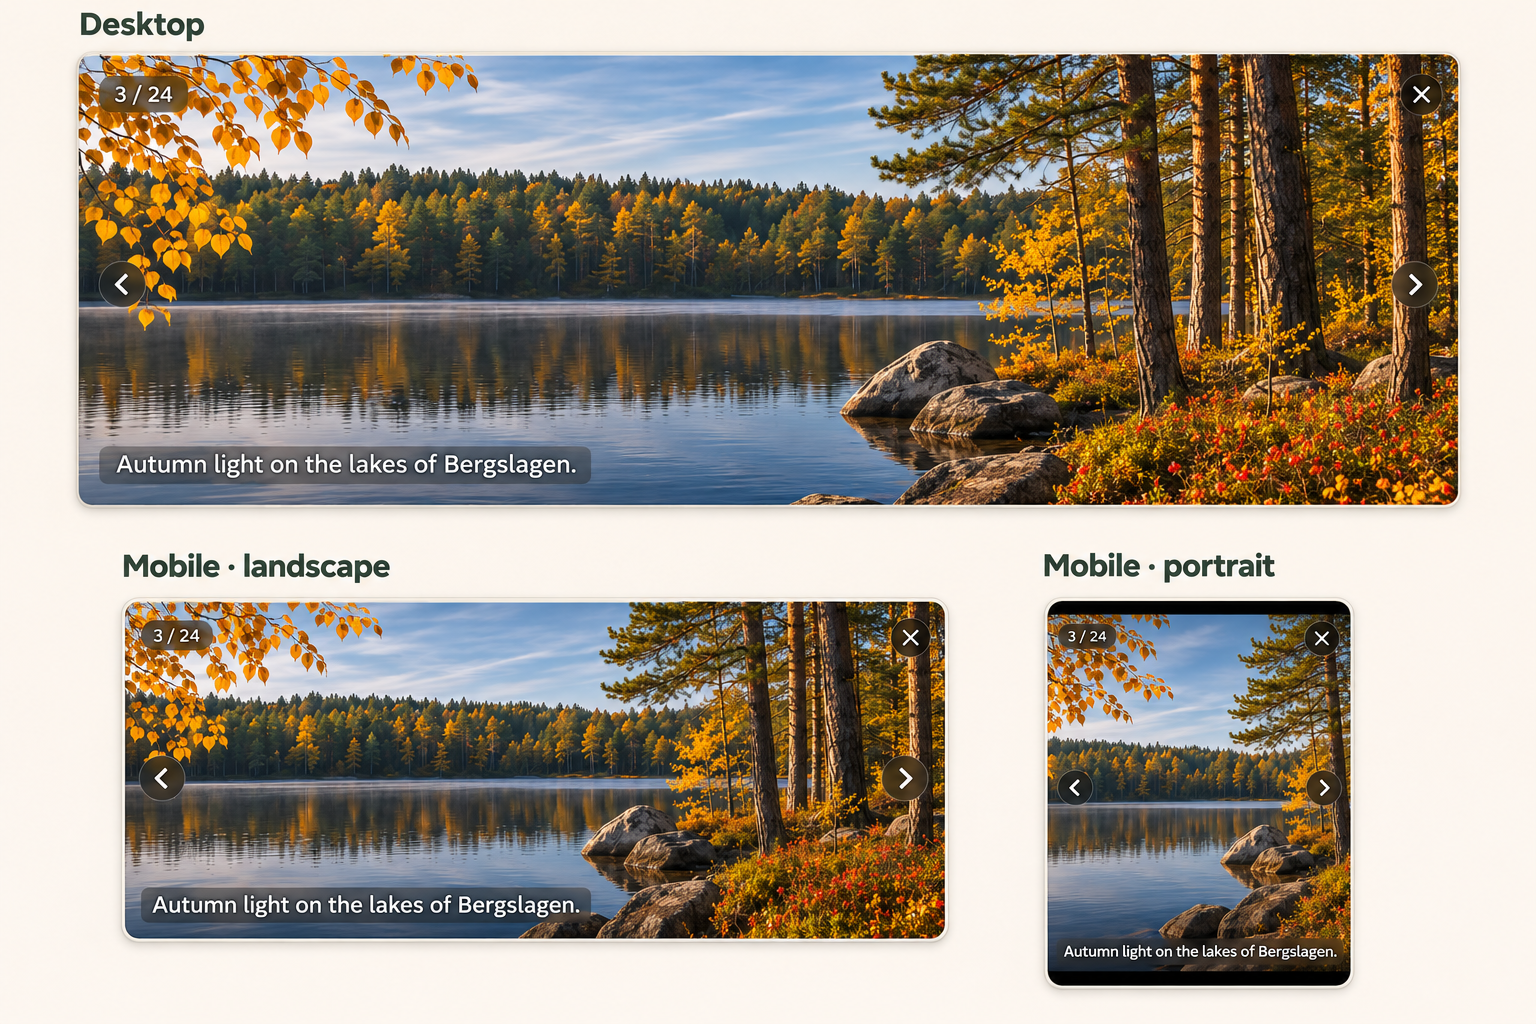 Desktop
3 / 24
Autumn light on the lakes of Bergslagen.
Mobile · landscape
3 / 24
Autumn light on the lakes of Bergslagen.
Mobile · portrait
3 / 24
Autumn light on the lakes of Bergslagen.